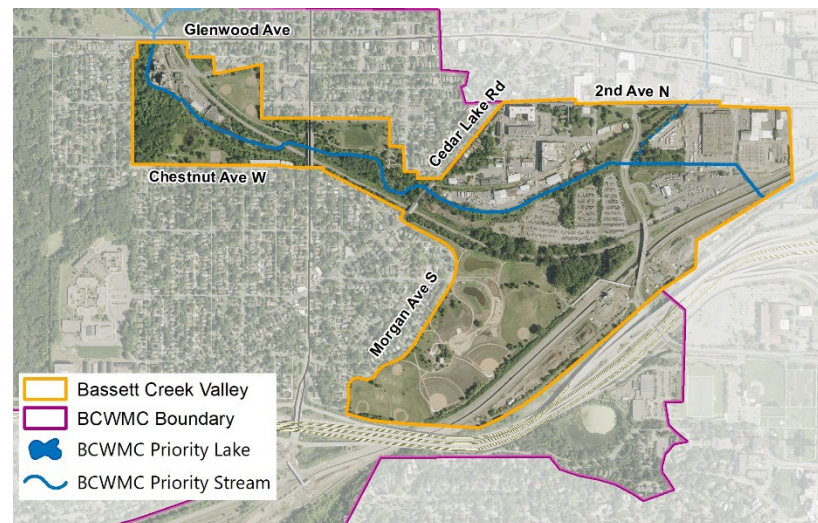 Glenwood Ave
2nd Ave N
Cedar Lake Rd
Chestnut Ave W
Morgan Ave S
Bassett Creek Valley
BCWMC Boundary
BCWMC Priority Lake
BCWMC Priority Stream